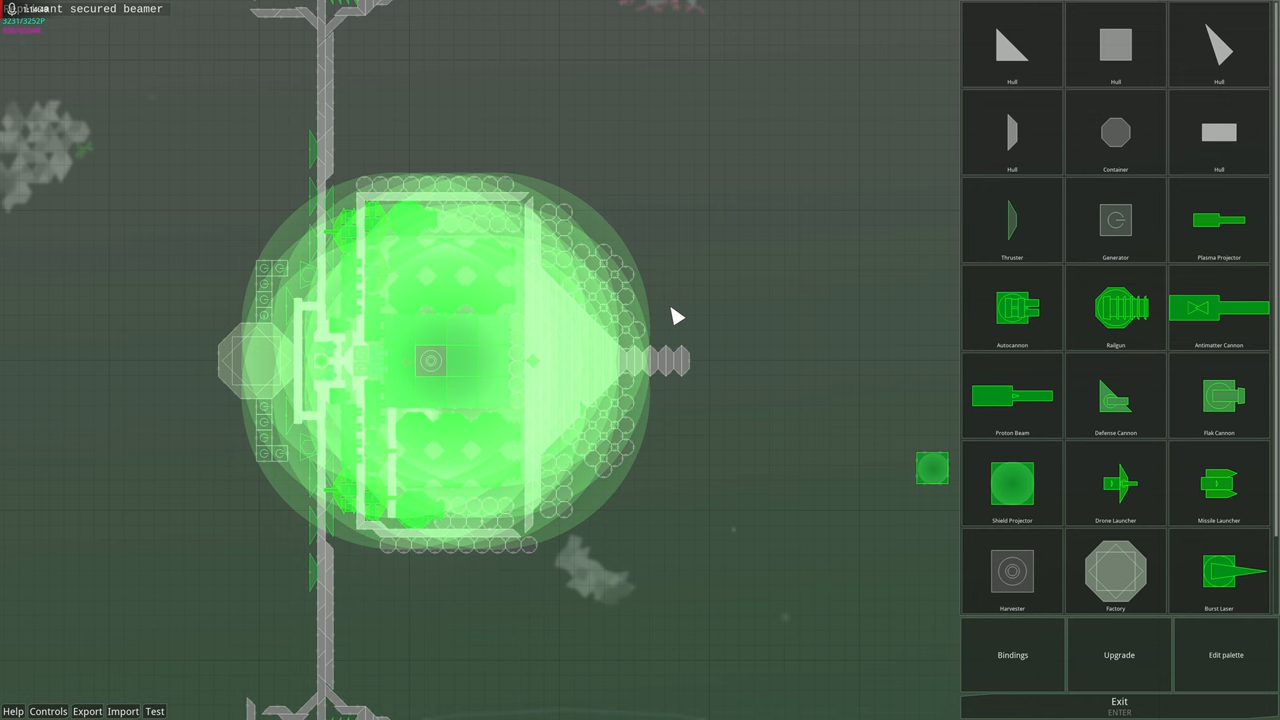 secured beamer
3231/3252P
Hull
Hull
Hull
Hull
Container
Hull
Thruster
Generator
Plasma Projector
Autocannon
Railgun
Antimatter Cannon
Proton Beam
Defense Cannon
Flak Cannon
Shield Projector
Drone Launcher
Missile Launcher
Harvester
Factory
Burst Laser
Bindings
Upgrade
Edit palette
Exit
ENTER
Help
Controls
Export
Import
Test